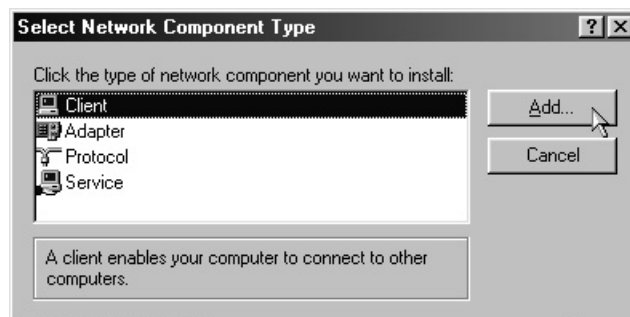 Select Network Component Type
Click the type of network component you want to install:
Client
Adapter
Protocol
Service
Add...
Cancel
A client enables your computer to connect to other
computers.